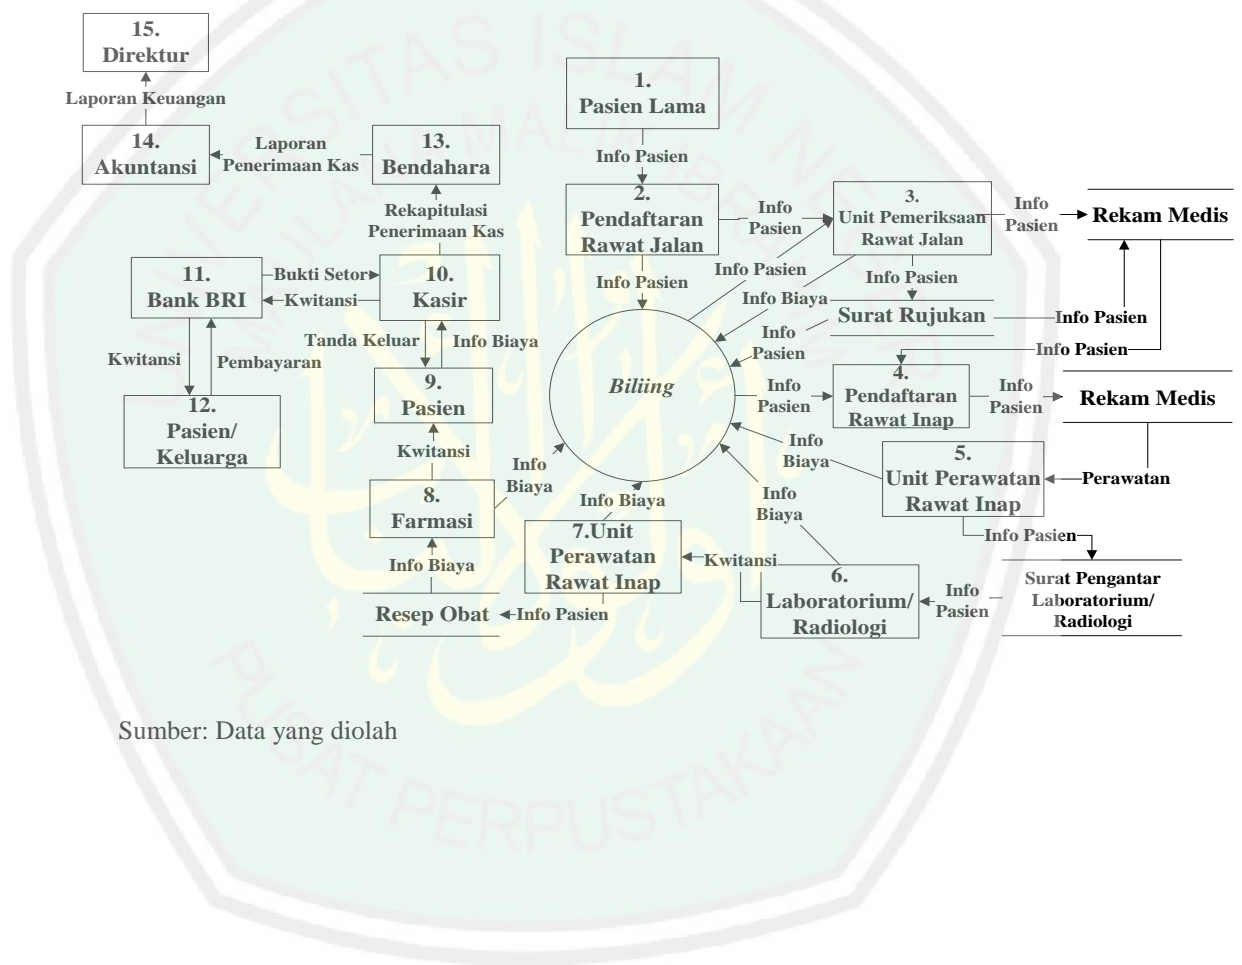 15.
Direktur
Laporan Keuangan
14.
Akuntansi
Laporan
Penerimaan Kas
13.
Bendahara
Rekapitulasi
Penerimaan Kas
11.
Bank BRI
Bukti Setor
Kwitansi
10.
Kasir
Kwitansi
Pembayaran
Tanda Keluar
Info Biaya
12.
Pasien/
Keluarga
9.
Pasien
Kwitansi
8.
Farmasi
Info Biaya
Resep Obat
1.
Pasien Lama
Info Pasien
2.
Pendaftaran
Rawat Jalan
Info
Pasien
3.
Unit Pemeriksaan
Rawat Jalan
Info
Pasien
Rekam Medis
Info Pasien
Info Pasien
Info Biaya
Info Pasien
Info
Pasien
Surat Rujukan
Info Pasien
Info Pasien
Biliing
Info
Pasien
4.
Pendaftaran
Rawat Inap
Info
Pasien
Rekam Medis
Info
Biaya
5.
Unit Perawatan
Rawat Inap
Perawatan
Info
Biaya
Info Biaya
Info
Biaya
7.Unit
Perawatan
Rawat Inap
Info Pasien
Kwitansi
6.
Laboratorium/
Radiologi
Info
Pasien
Info Pasien
Surat Pengantar
Laboratorium/
Radiologi
Sumber: Data yang diolah
PUSAT PERPUSTAKAAN